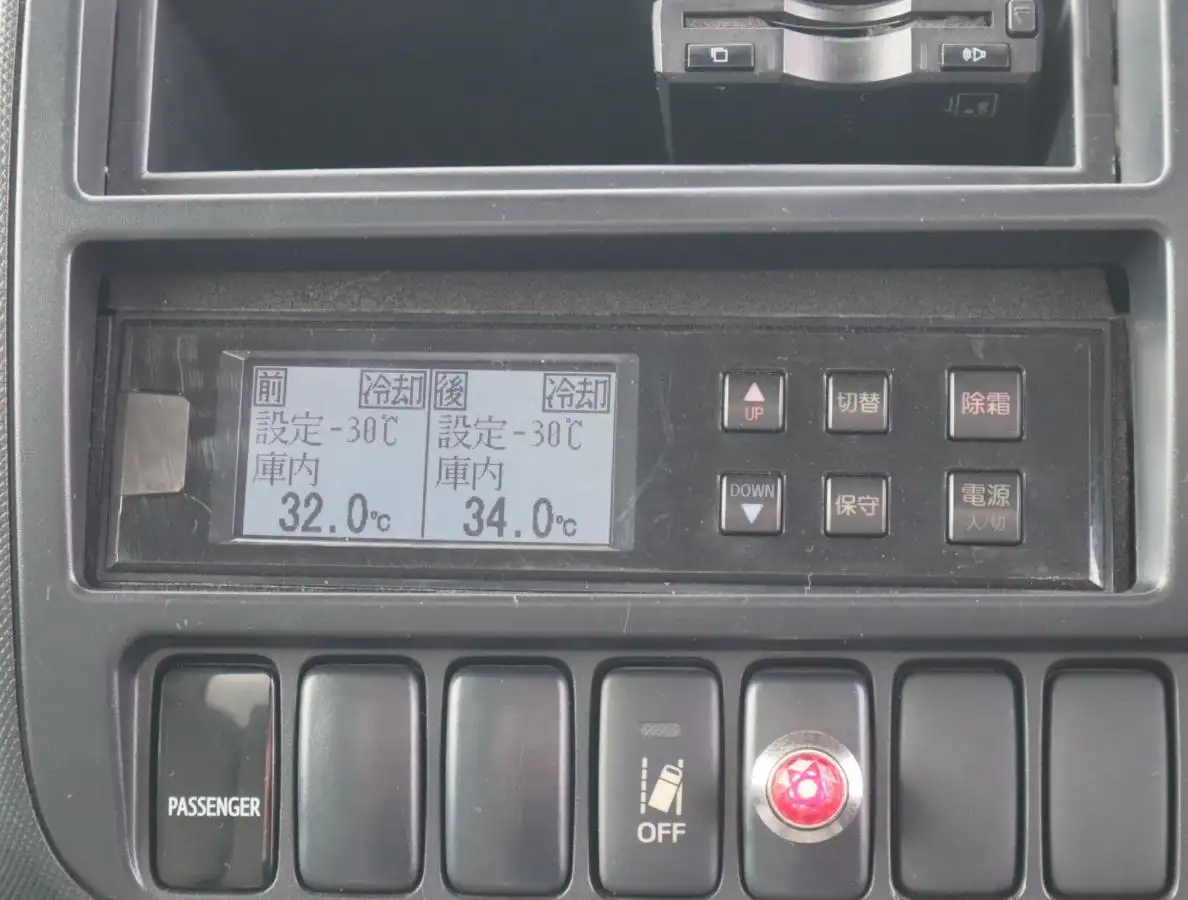 前 冷却 後 冷却
設定 -30℃ 設定 -30℃
庫内 庫内
32.0℃ 34.0℃
UP 切替 除霜
DOWN 保守 電源
入/切
PASSENGER
OFF